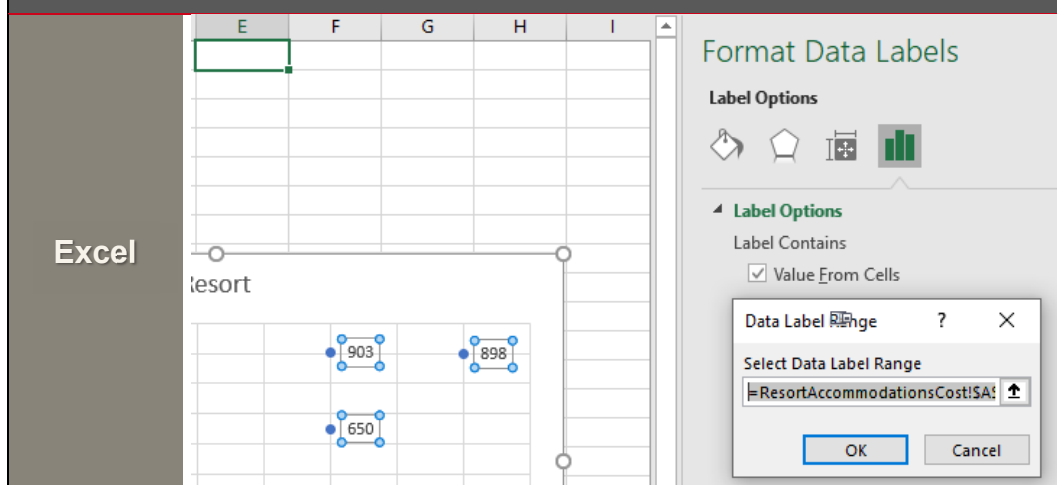 E F G H I
Format Data Labels
Label Options
Label Options
Label Contains
Value From Cells
Excel
Resort
903
898
650
Data Label ? ×
Select Data Label Range
=ResortAccommodationsCost!$A$
OK Cancel